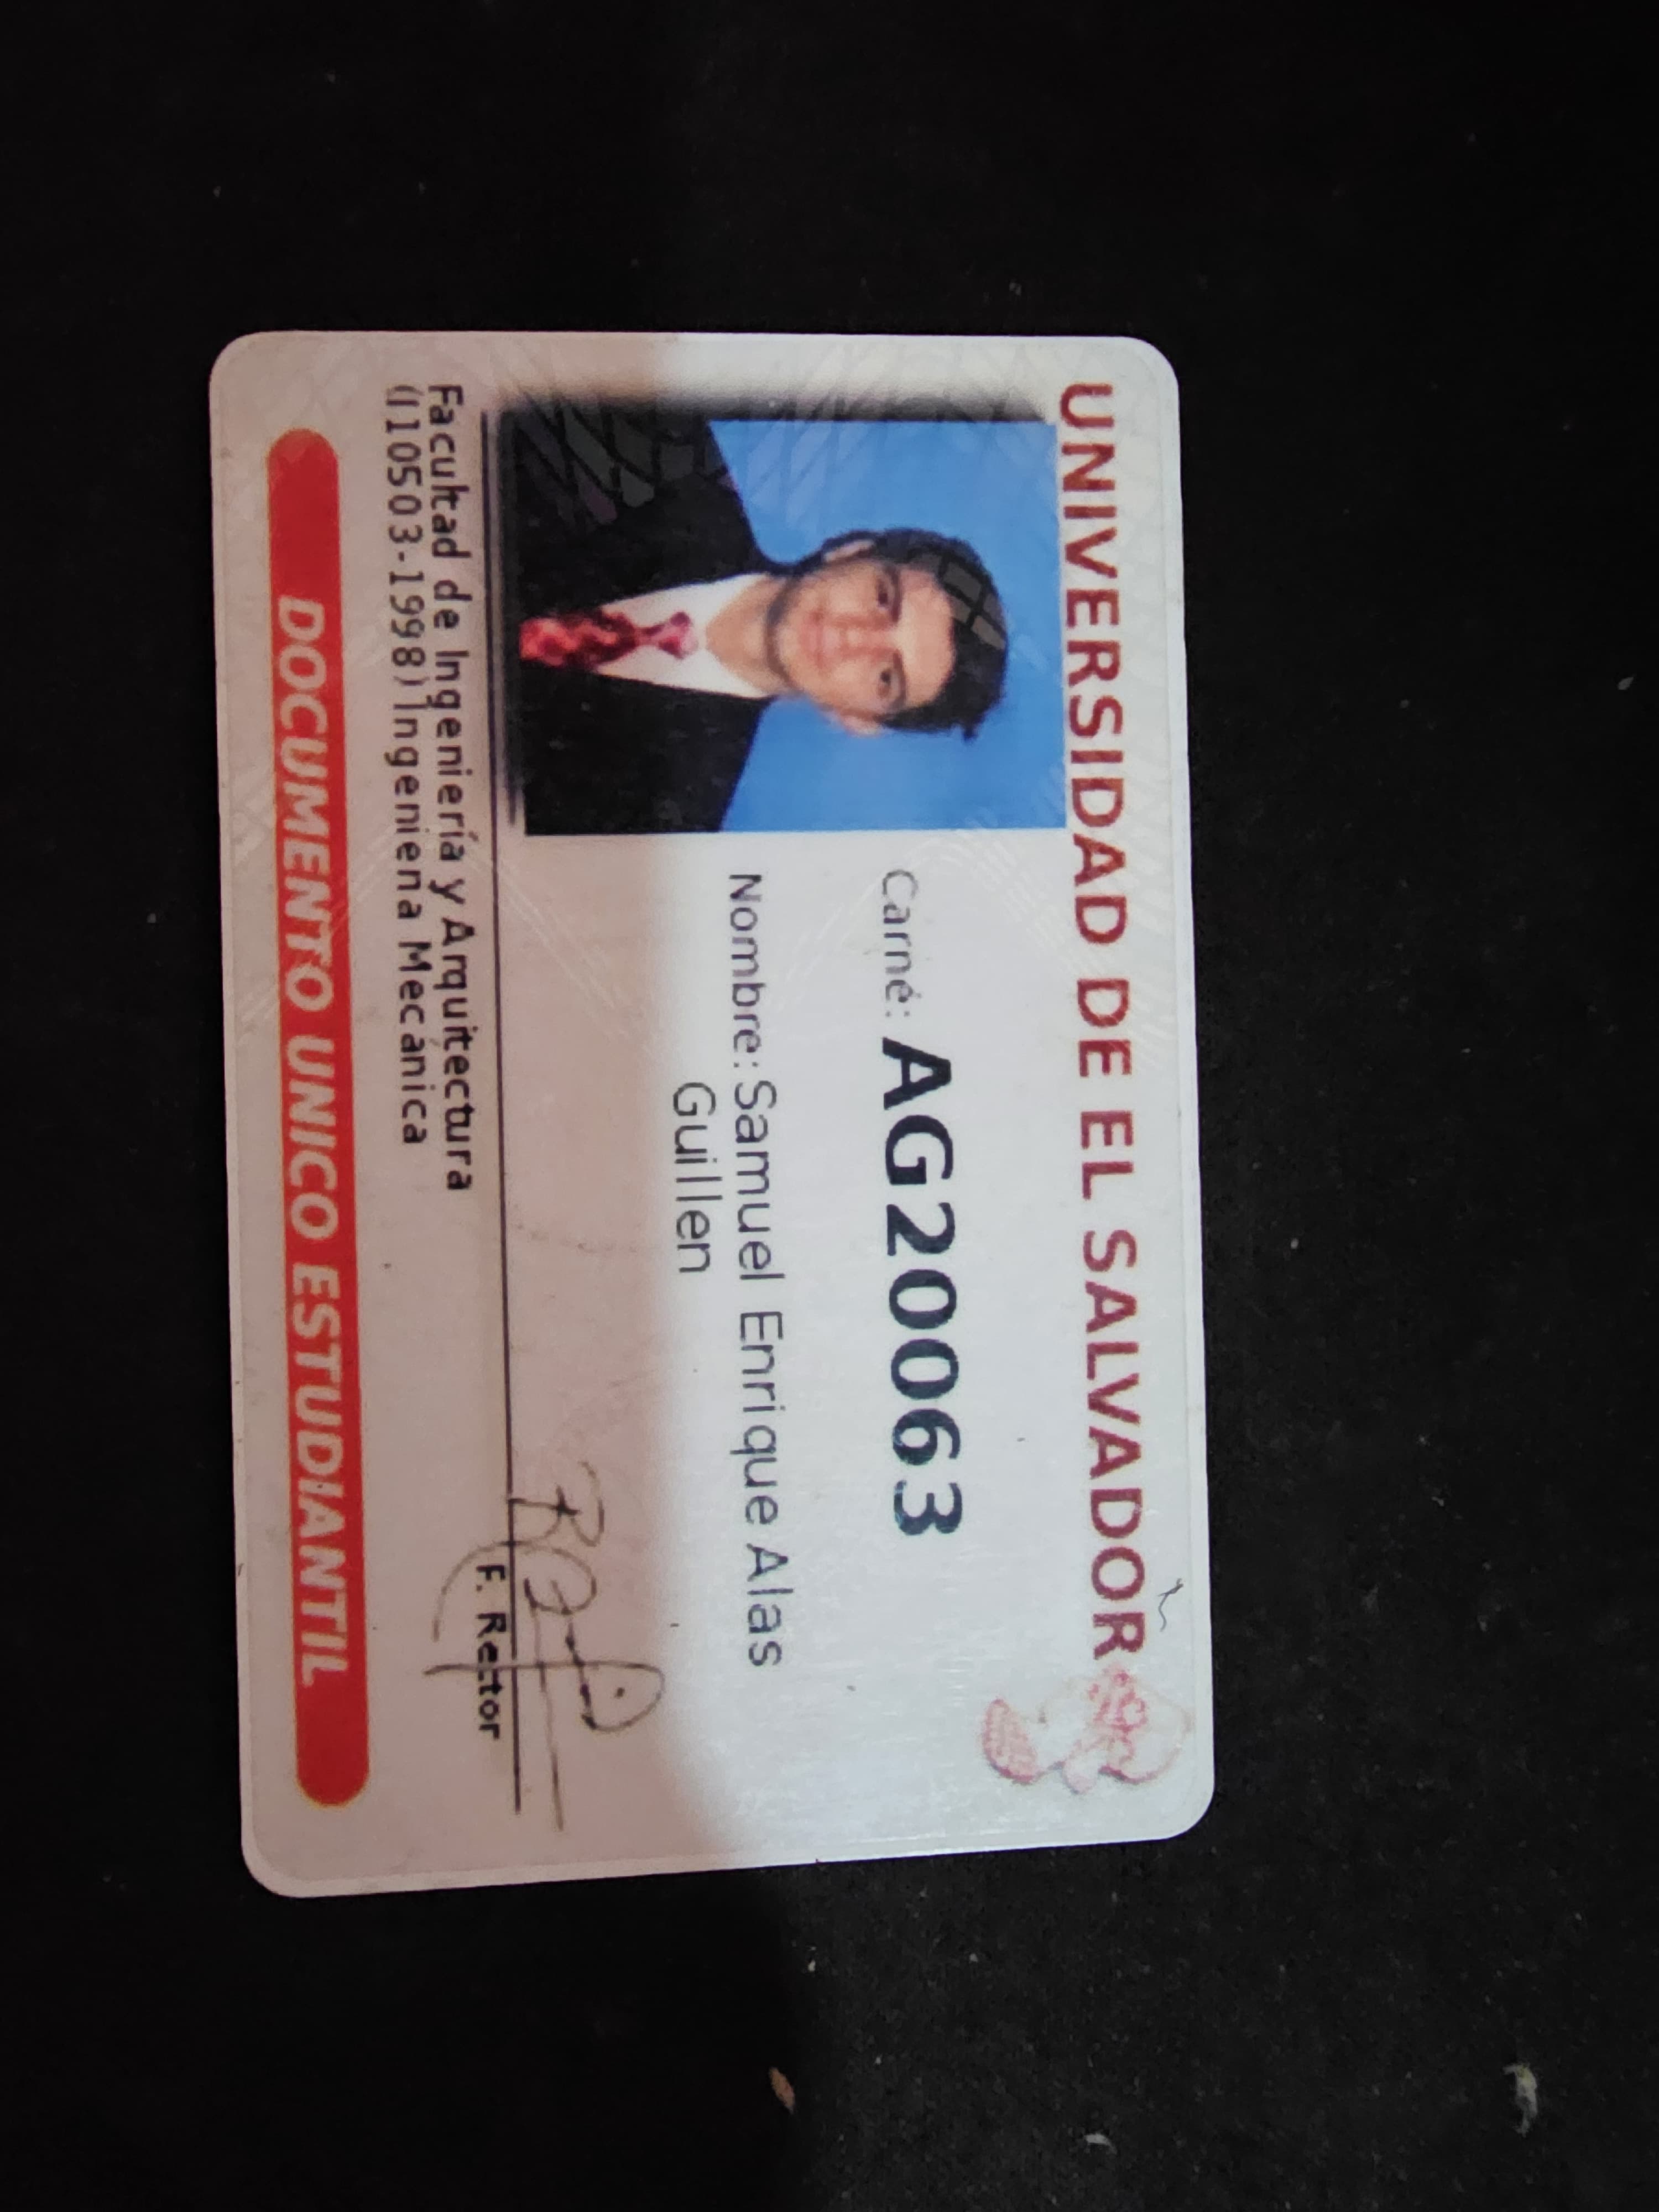 UNIVERSIDAD DE EL SALVADOR
Carné: AG20063
Nombre: Samuel Enrique Alas
Guillen
F. Rector
Facultad de Ingeniería y Arquitectura
(I10503-1998) Ingeniería Mecánica
DOCUMENTO UNICO ESTUDIANTIL